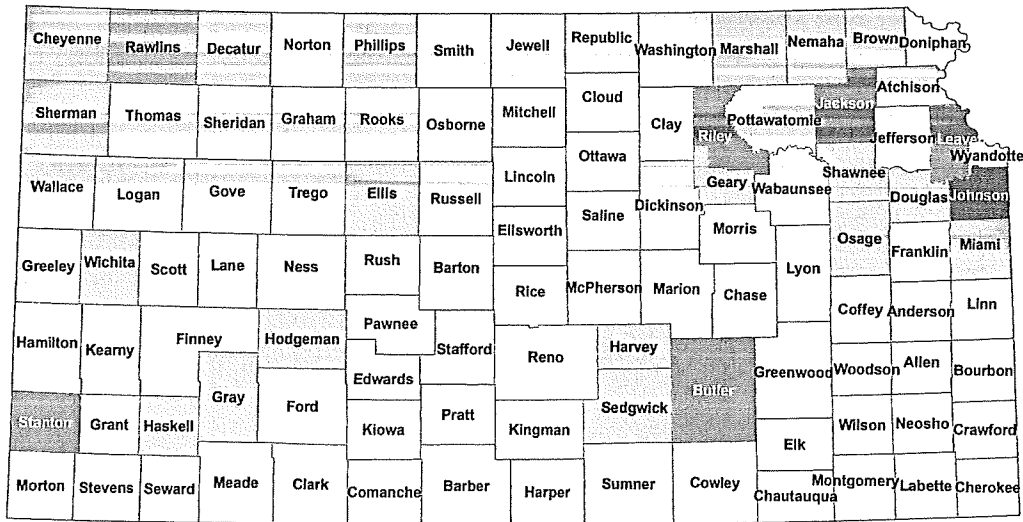 Cheyenne Rawlins Decatur Norton Phillips Smith Jewell Republic Washington Marshall Nemaha Brown Doniphan
Sherman Thomas Sheridan Graham Rooks Osborne Mitchell Cloud Clay Riley Pottawatomie Jackson Atchison
Jefferson Leave Wyandotte
Ottawa
Wallace Logan Gove Trego Ellis Russell Lincoln Geary Wabaunsee Shawnee Douglas Johnson
Saline Dickinson
Ellsworth Morris Osage Franklin Miami
Greeley Wichita Scott Lane Ness Rush Barton Lyon
Rice McPherson Marion Chase
Coffey Anderson Linn
Hamilton Kearny Finney Hodgeman Pawnee Stafford Reno Harvey
Edwards Greenwood Woodson Allen Bourbon
Stanton Grant Haskell Gray Ford Kiowa Pratt Kingman Sedgwick Butler
Elk Wilson Neosho Crawford
Morton Stevens Seward Meade Clark Comanche Barber Harper Sumner Cowley Chautauqua Montgomery Labette Cherokee